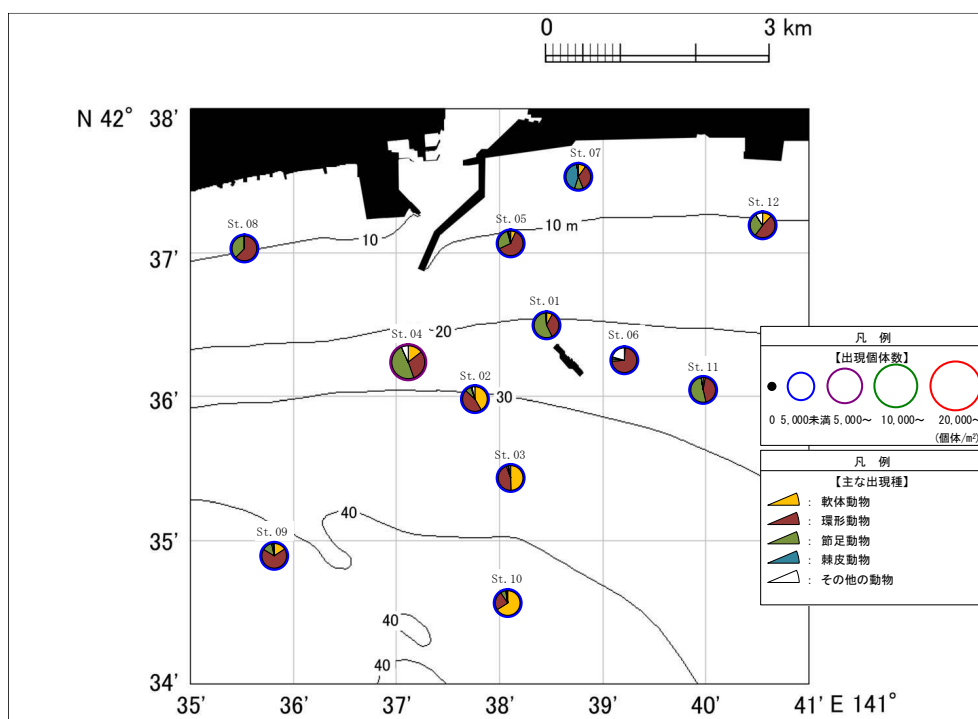 0 3 km
N 42° 38'
St.07
St.12
St.08
St.05
10
10 m
37'
St.01
St.04
20
St.06
St.11
St.02
36'
30
St.03
40
St.09
35'
St.10
40
40
34'
35' 36' 37' 38' 39' 40' 41' E 141°
凡 例
【出現個体数】
0 5,000未満 5,000～ 10,000～ 20,000～
(個体/m²)
凡 例
【主な出現種】
: 軟体動物
: 環形動物
: 節足動物
: 棘皮動物
: その他の動物